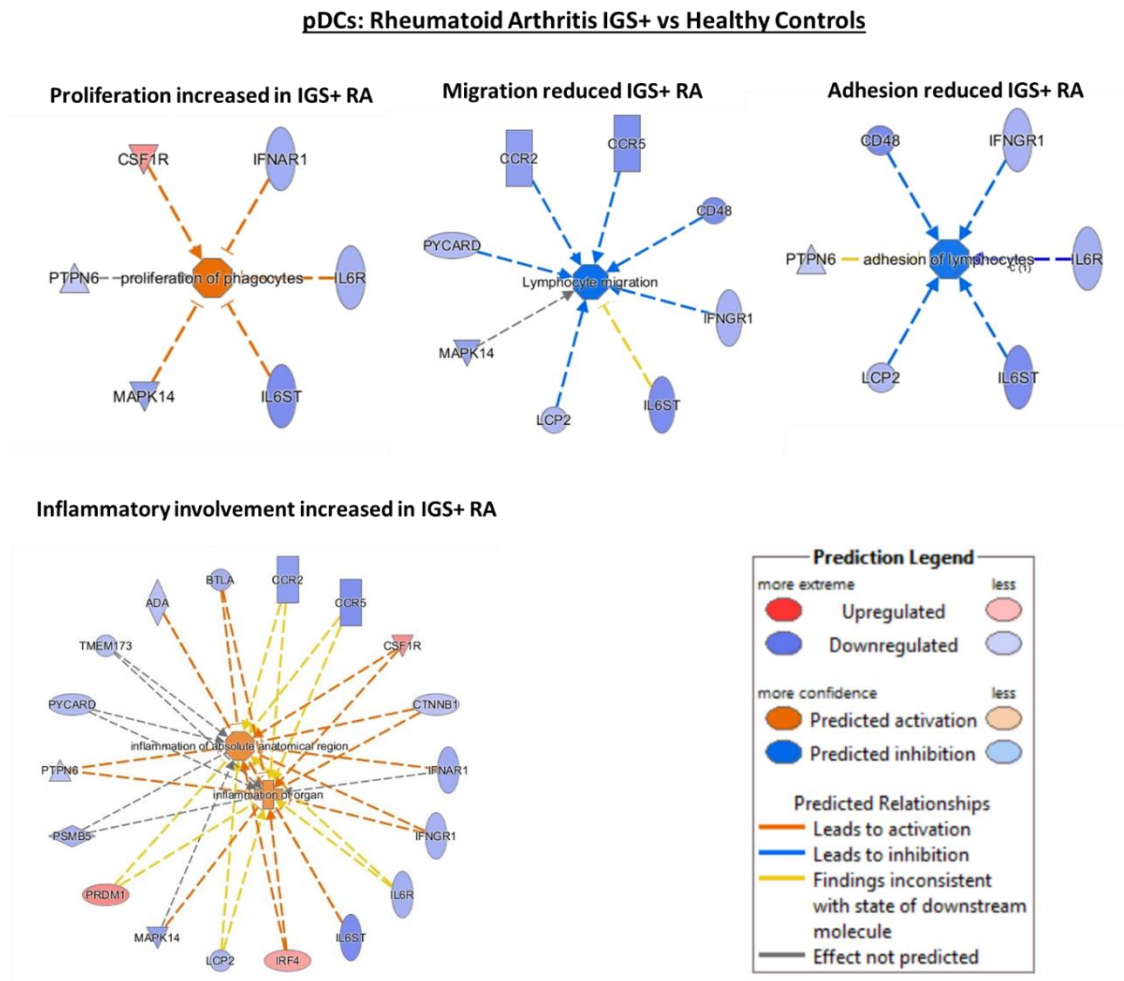 pDCs: Rheumatoid Arthritis IGS+ vs Healthy Controls
Proliferation increased in IGS+ RA
CSF1R
IFNAR1
PTPN6
proliferation of phagocytes
IL6R
MAPK14
IL6ST
Migration reduced IGS+ RA
CCR2
CCR5
CD48
PYCARD
Lymphocyte migration
IFNGR1
MAPK14
IL6ST
LCP2
Adhesion reduced IGS+ RA
CD48
IFNGR1
PTPN6
adhesion of lymphocytes
IL6R
LCP2
IL6ST
Inflammatory involvement increased in IGS+ RA
BTLA
CCR2
ADA
CCR5
TMEM173
CSF1R
PYCARD
CTNNB1
inflammation of absolute anatomical region
PTPN6
IFNAR1
inflammation of organ
PSMB5
IFNGR1
PRDM1
IL6R
MAPK14
IL6ST
LCP2
IRF4
Prediction Legend
more extreme less
Upregulated
Downregulated
more confidence less
Predicted activation
Predicted inhibition
Predicted Relationships
Leads to activation
Leads to inhibition
Findings inconsistent
with state of downstream
molecule
Effect not predicted